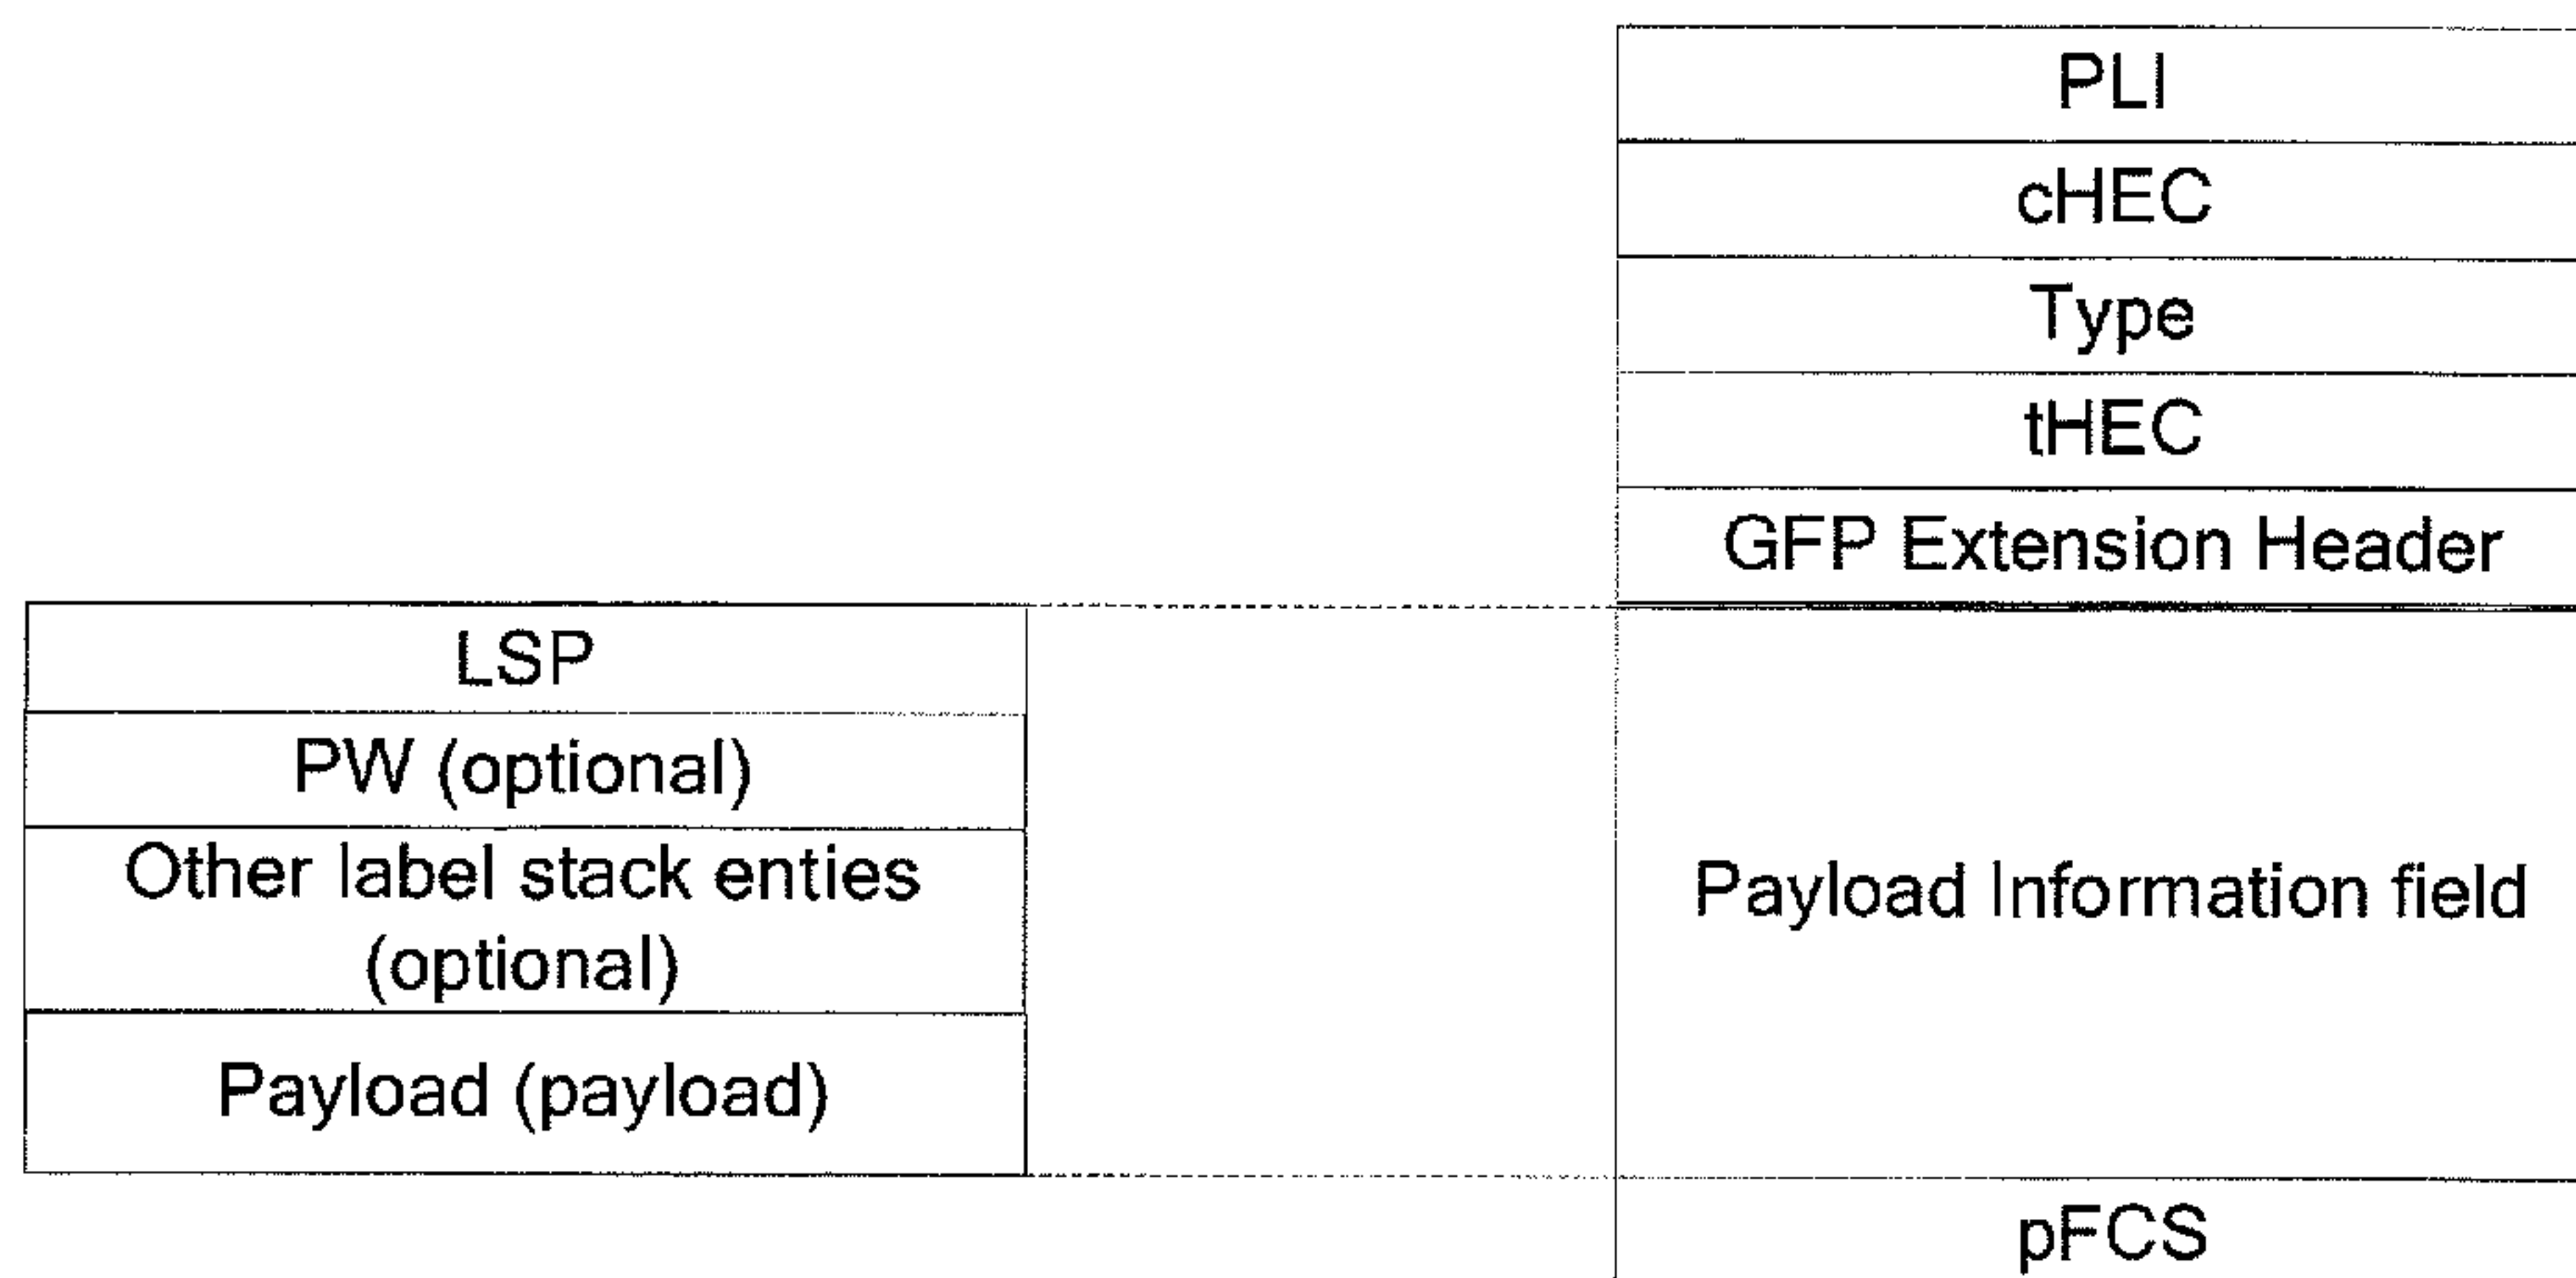 PLI
cHEC
Type
tHEC
GFP Extension Header
LSP
PW (optional)
Other label stack enties
(optional)
Payload (payload)
Payload Information field
pFCS